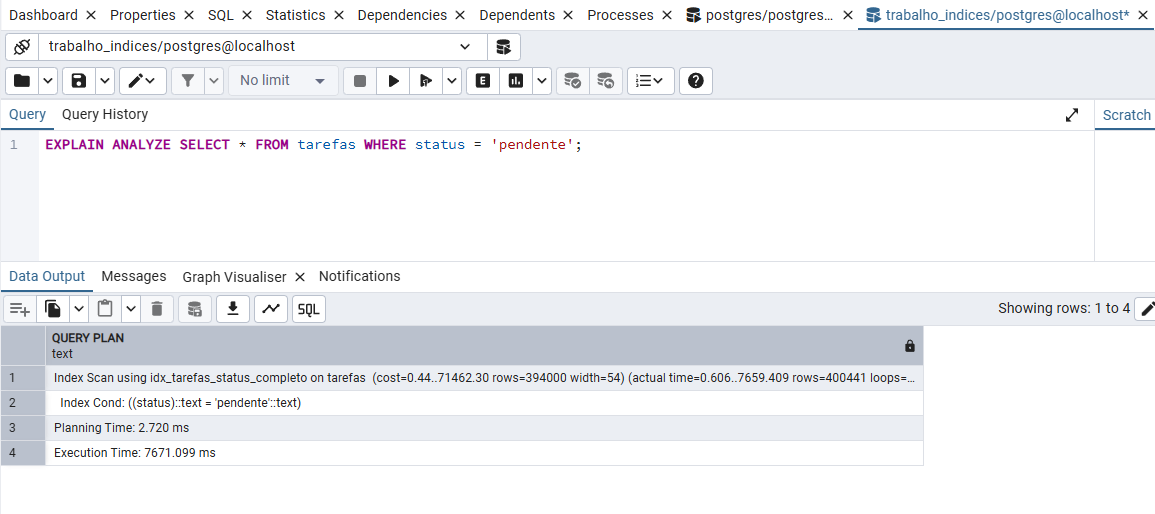 Dashboard Properties SQL Statistics Dependencies Dependents Processes postgres/postgres... trabalho_indices/postgres@localhost*
trabalho_indices/postgres@localhost
No limit E
Query Query History Scratch
1 EXPLAIN ANALYZE SELECT * FROM tarefas WHERE status = 'pendente';
Data Output Messages Graph Visualiser Notifications
SQL Showing rows: 1 to 4
QUERY PLAN
text
1 Index Scan using idx_tarefas_status_completo on tarefas (cost=0.44..71462.30 rows=394000 width=54) (actual time=0.606..7659.409 rows=400441 loops=...
2 Index Cond: ((status)::text = 'pendente'::text)
3 Planning Time: 2.720 ms
4 Execution Time: 7671.099 ms